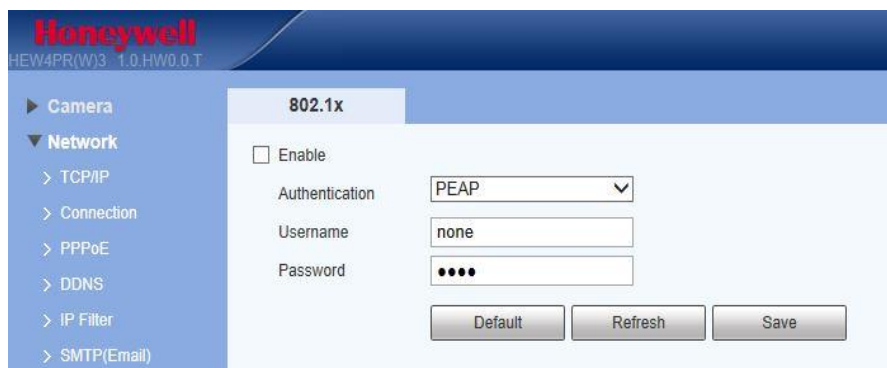 Honeywell
HEW4PR(W)3 1.0.HW0.0.T
Camera
Network
TCP/IP
Connection
PPPoE
DDNS
IP Filter
SMTP(Email)
802.1x
Enable
Authentication PEAP
Username none
Password ••••
Default Refresh Save